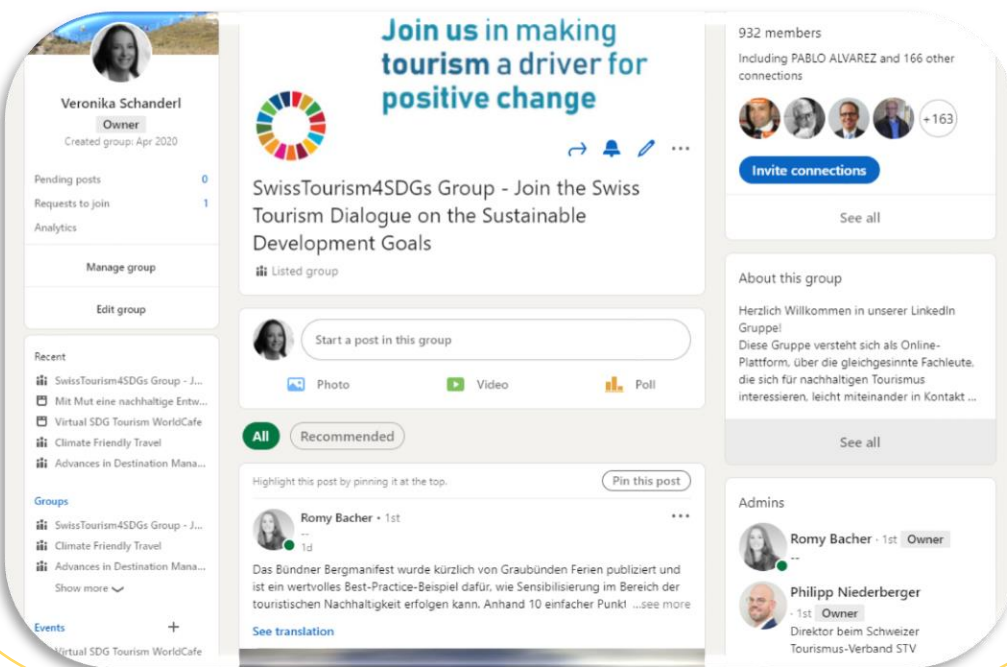 Veronika Schanderl
Owner
Created group: Apr 2020
Pending posts 0
Requests to join 1
Analytics
Manage group
Edit group
Recent
SwissTourism4SDGs Group - J...
Mit Mut eine nachhaltige Entw...
Virtual SDG Tourism WorldCafe
Climate Friendly Travel
Advances in Destination Mana...
Groups
SwissTourism4SDGs Group - J...
Climate Friendly Travel
Advances in Destination Mana...
Show more
Events +
Virtual SDG Tourism WorldCafe
Join us in making
tourism a driver for
positive change
SwissTourism4SDGs Group - Join the Swiss
Tourism Dialogue on the Sustainable
Development Goals
Listed group
Start a post in this group
Photo Video Poll
All Recommended
Highlight this post by pinning it at the top. Pin this post
Romy Bacher • 1st
--
1d
Das Bündner Bergmanifest wurde kürzlich von Graubünden Ferien publiziert und
ist ein wertvolles Best-Practice-Beispiel dafür, wie Sensibilisierung im Bereich der
touristischen Nachhaltigkeit erfolgen kann. Anhand 10 einfacher Punkt ...see more
See translation
932 members
Including PABLO ALVAREZ and 166 other
connections
+163
Invite connections
See all
About this group
Herzlich Willkommen in unserer LinkedIn
Gruppe!
Diese Gruppe versteht sich als Online-
Plattform, über die gleichgesinnte Fachleute,
die sich für nachhaltigen Tourismus
interessieren, leicht miteinander in Kontakt ...
See all
Admins
Romy Bacher · 1st Owner
--
Philipp Niederberger
· 1st Owner
Direktor beim Schweizer
Tourismus-Verband STV